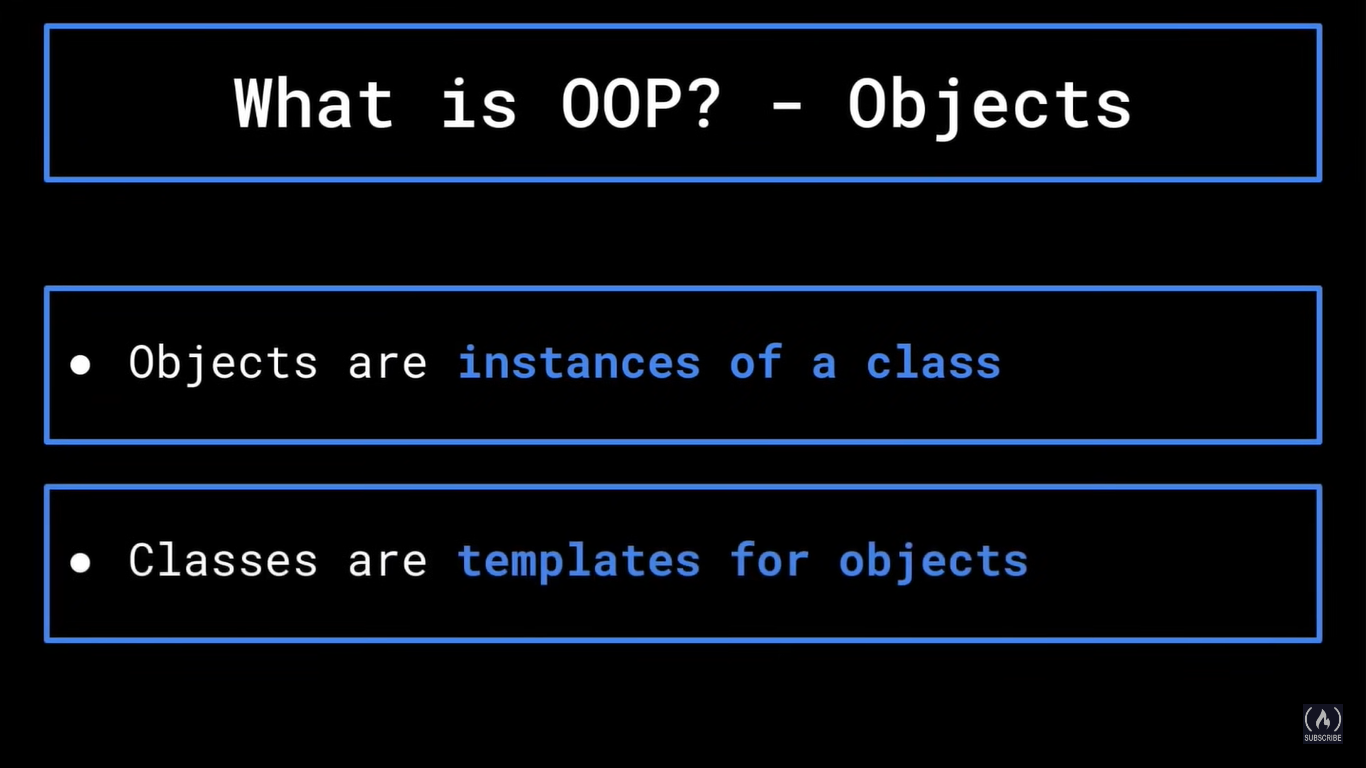 What is OOP? - Objects
● Objects are instances of a class
● Classes are templates for objects
SUBSCRIBE